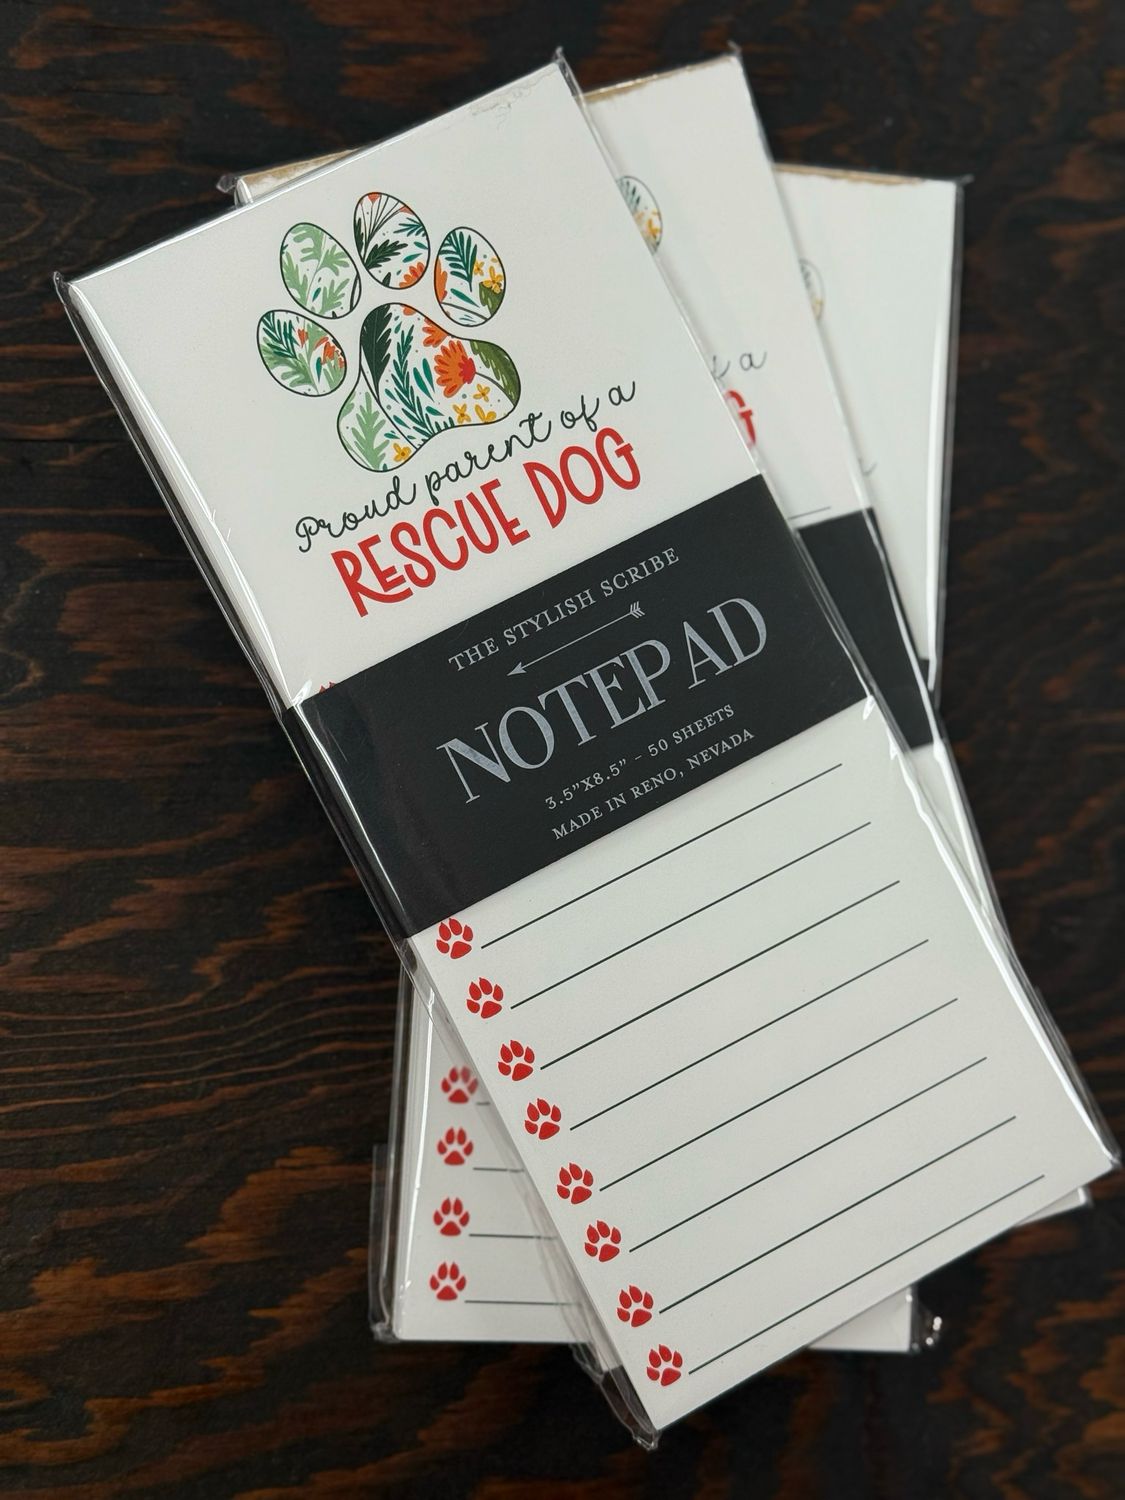 Proud parent of a
RESCUE DOG
THE STYLISH SCRIBE
NOTEPAD
3.5"X8.5" - 50 SHEETS
MADE IN RENO, NEVADA
a
G